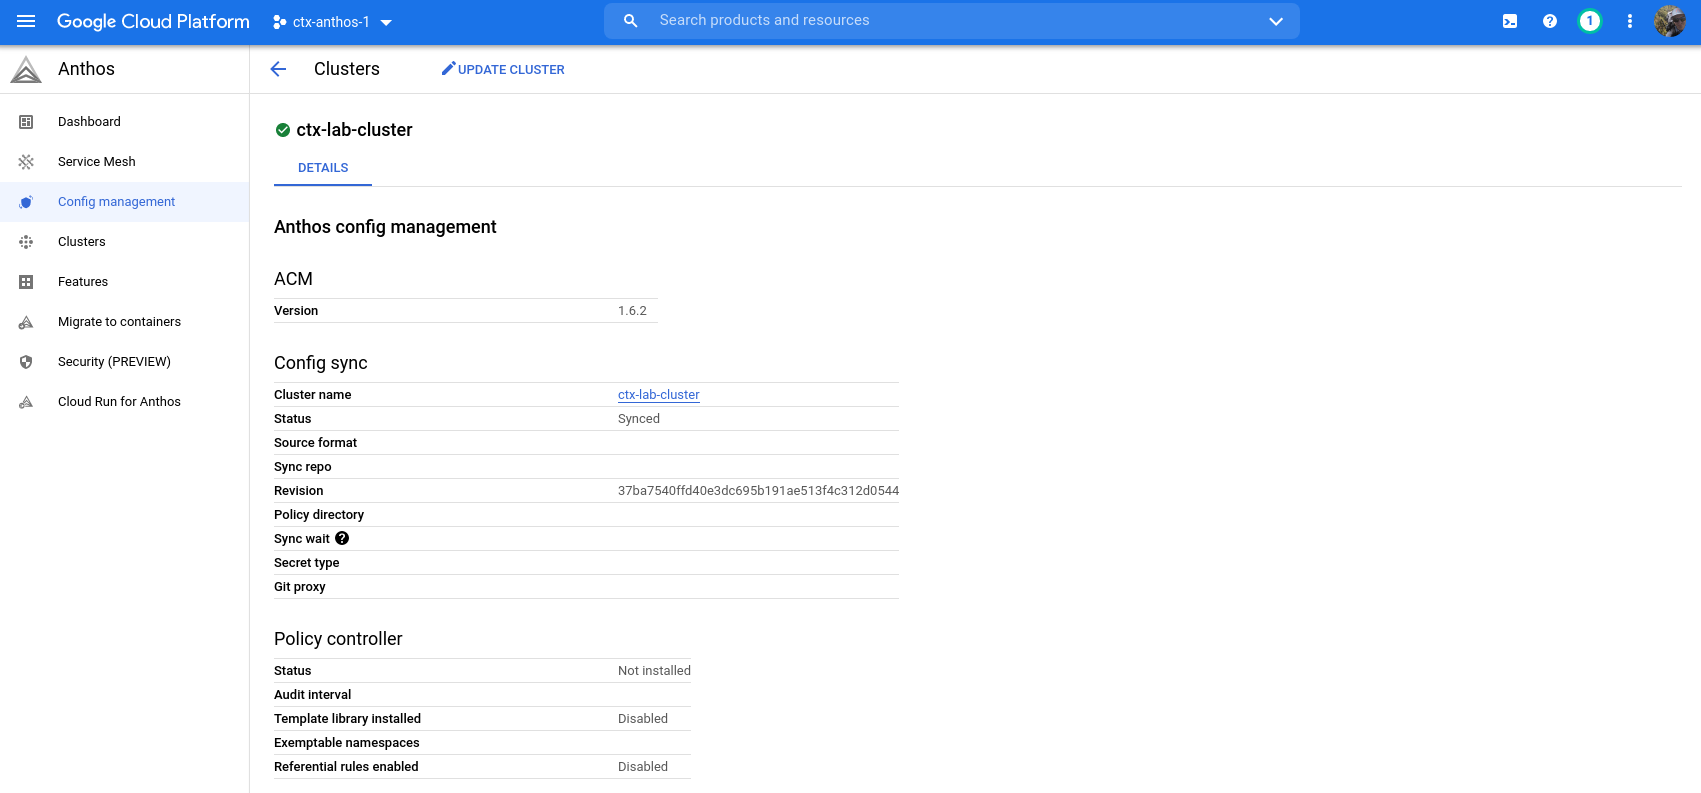 Google Cloud Platform ctx-anthos-1 Search products and resources 1
Anthos
Clusters UPDATE CLUSTER
Dashboard
Service Mesh
Config management
Clusters
Features
Migrate to containers
Security (PREVIEW)
Cloud Run for Anthos
ctx-lab-cluster
DETAILS
Anthos config management
ACM
Version 1.6.2
Config sync
Cluster name ctx-lab-cluster
Status Synced
Source format
Sync repo
Revision 37ba7540ffd40e3dc695b191ae513f4c312d0544
Policy directory
Sync wait ?
Secret type
Git proxy
Policy controller
Status Not installed
Audit interval
Template library installed Disabled
Exemptable namespaces
Referential rules enabled Disabled